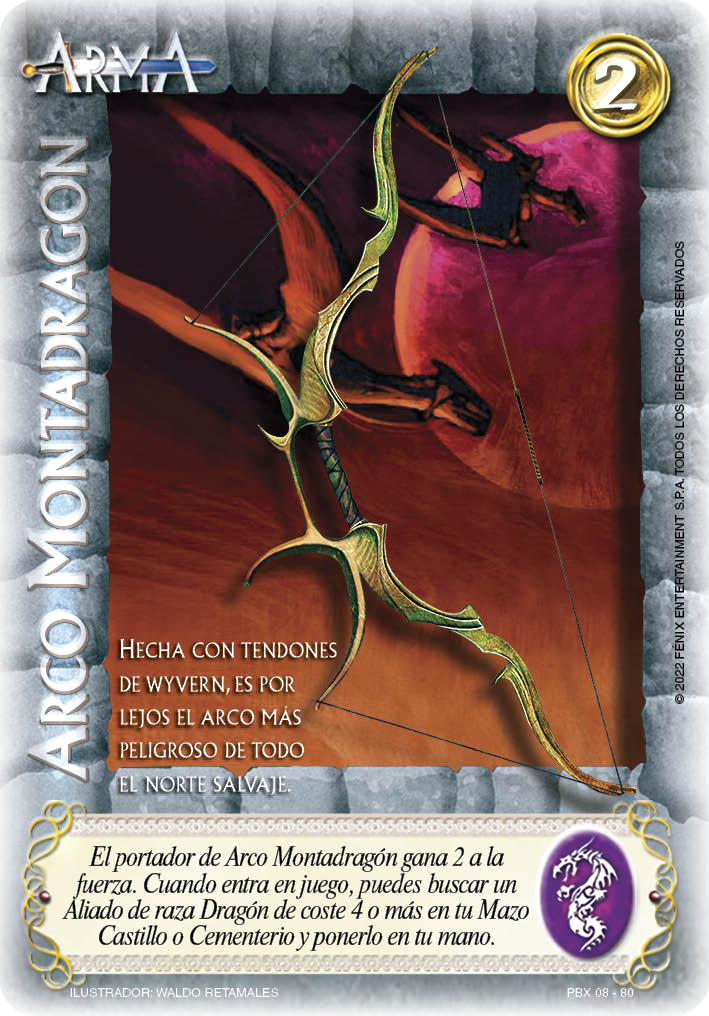 ARMA
2
ARCO MONTADRAGON
HECHA CON TENDONES
DE WYVERN, ES POR
LEJOS EL ARCO MÁS
PELIGROSO DE TODO
EL NORTE SALVAJE.
© 2022 FÉNIX ENTERTAINMENT S.P.A. TODOS LOS DERECHOS RESERVADOS
El portador de Arco Montadragón gana 2 a la
fuerza. Cuando entra en juego, puedes buscar un
Aliado de raza Dragón de coste 4 o más en tu Mazo
Castillo o Cementerio y ponerlo en tu mano.
ILUSTRADOR: WALDO RETAMALES
PBX 08 - 80